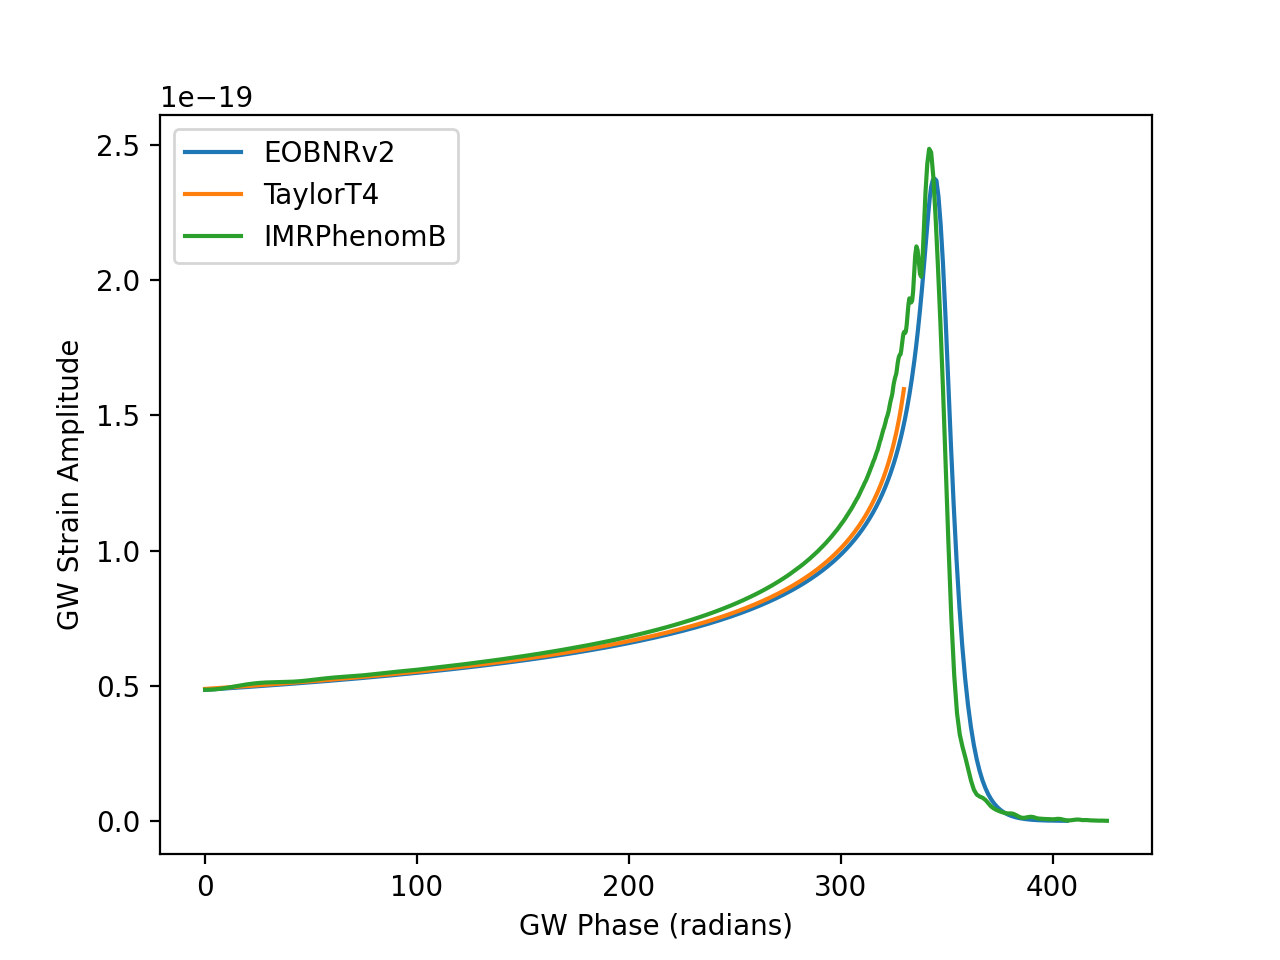 1e−19
EOBNRv2
TaylorT4
IMRPhenomB
GW Strain Amplitude
2.5
2.0
1.5
1.0
0.5
0.0
0 100 200 300 400
GW Phase (radians)